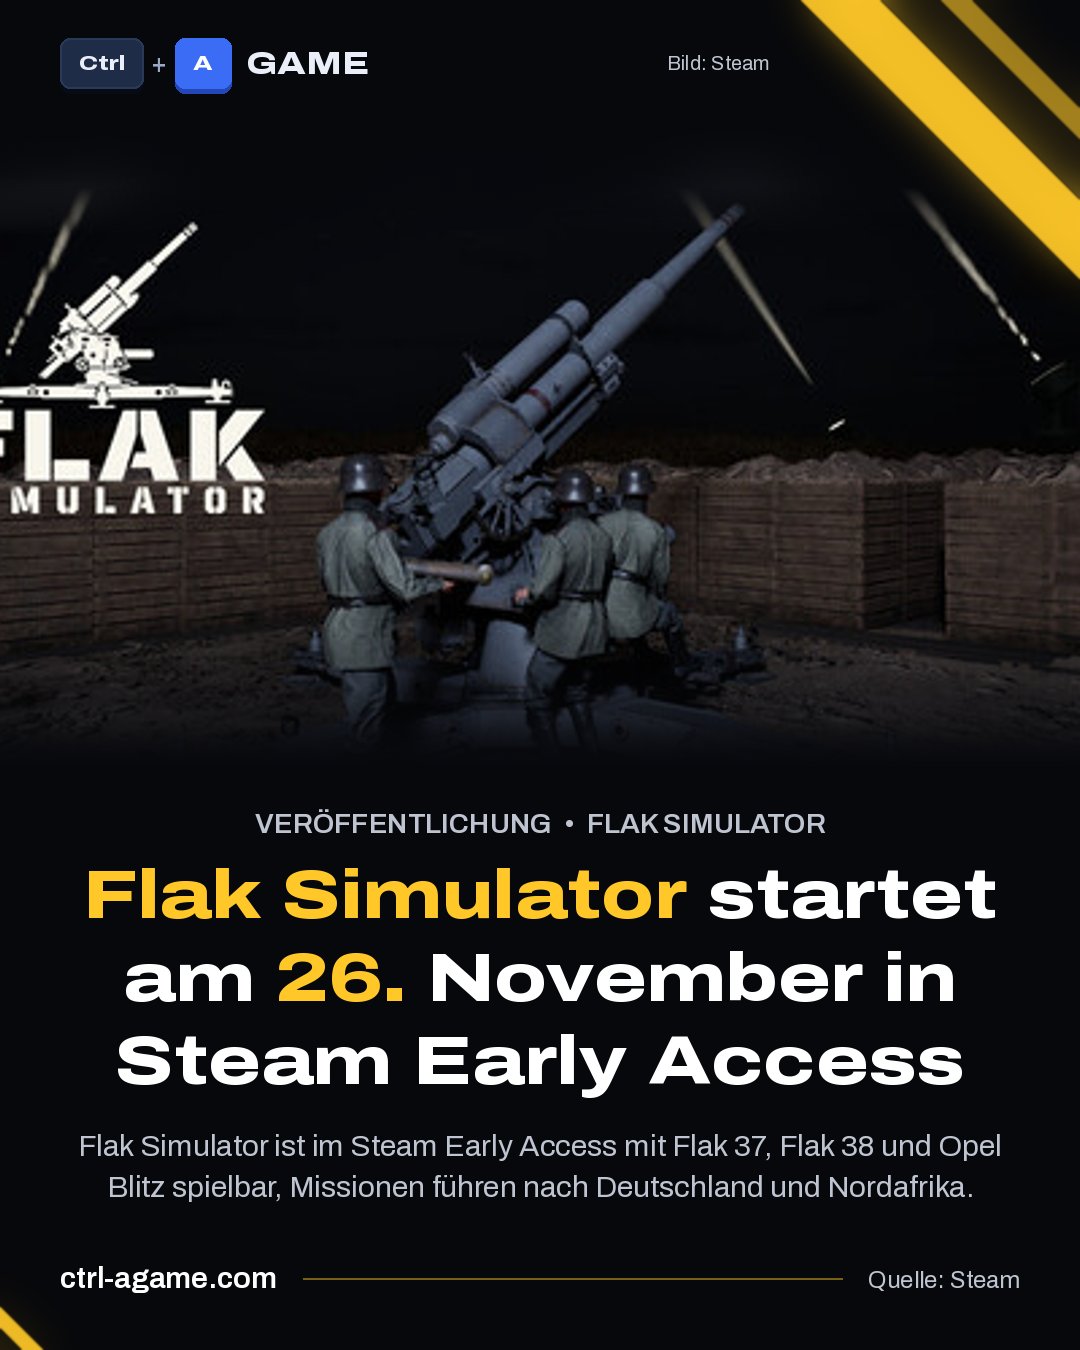 Ctrl + A GAME
Bild: Steam
FLAK
MULATOR
VERÖFFENTLICHUNG • FLAK SIMULATOR
Flak Simulator startet
am 26. November in
Steam Early Access
Flak Simulator ist im Steam Early Access mit Flak 37, Flak 38 und Opel
Blitz spielbar, Missionen führen nach Deutschland und Nordafrika.
ctrl-agame.com
Quelle: Steam